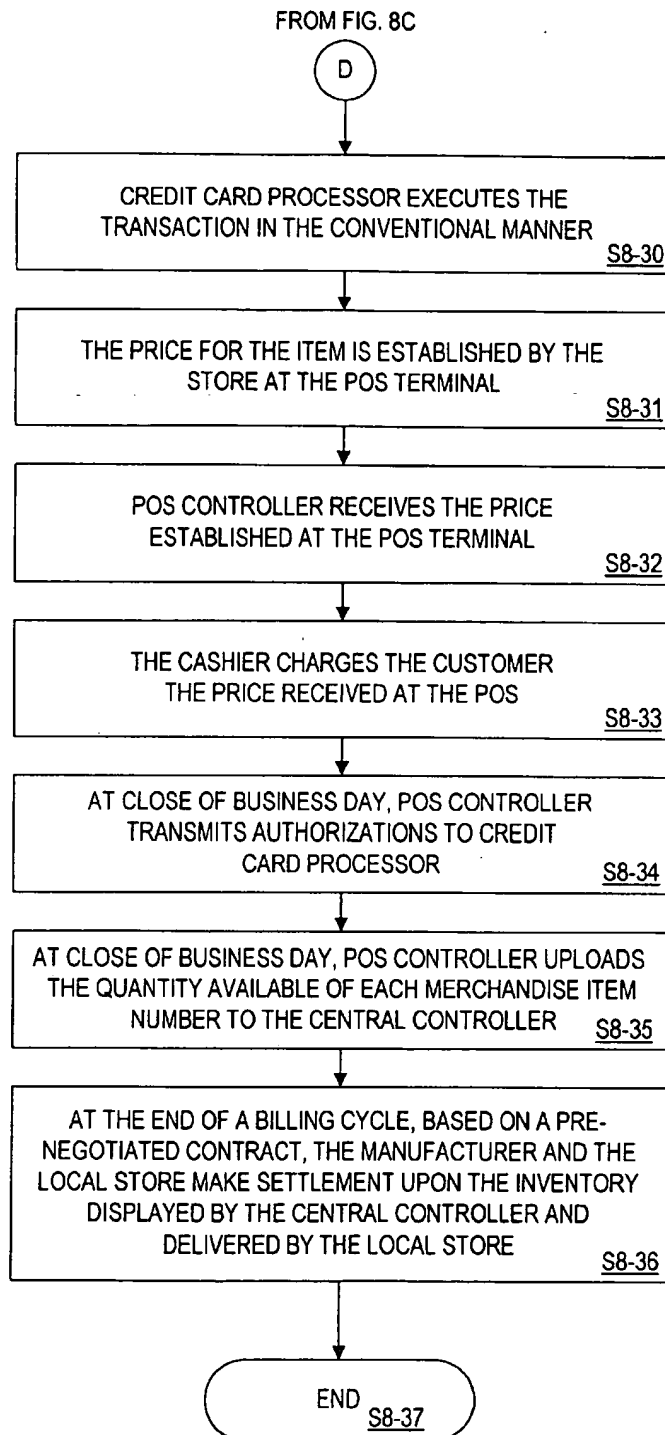 FROM FIG. 8C
D
CREDIT CARD PROCESSOR EXECUTES THE
TRANSACTION IN THE CONVENTIONAL MANNER
S8-30
THE PRICE FOR THE ITEM IS ESTABLISHED BY THE
STORE AT THE POS TERMINAL
S8-31
POS CONTROLLER RECEIVES THE PRICE
ESTABLISHED AT THE POS TERMINAL
S8-32
THE CASHIER CHARGES THE CUSTOMER
THE PRICE RECEIVED AT THE POS
S8-33
AT CLOSE OF BUSINESS DAY, POS CONTROLLER
TRANSMITS AUTHORIZATIONS TO CREDIT
CARD PROCESSOR
S8-34
AT CLOSE OF BUSINESS DAY, POS CONTROLLER UPLOADS
THE QUANTITY AVAILABLE OF EACH MERCHANDISE ITEM
NUMBER TO THE CENTRAL CONTROLLER S8-35
AT THE END OF A BILLING CYCLE, BASED ON A PRE-
NEGOTIATED CONTRACT, THE MANUFACTURER AND THE
LOCAL STORE MAKE SETTLEMENT UPON THE INVENTORY
DISPLAYED BY THE CENTRAL CONTROLLER AND
DELIVERED BY THE LOCAL STORE
S8-36
END
S8-37